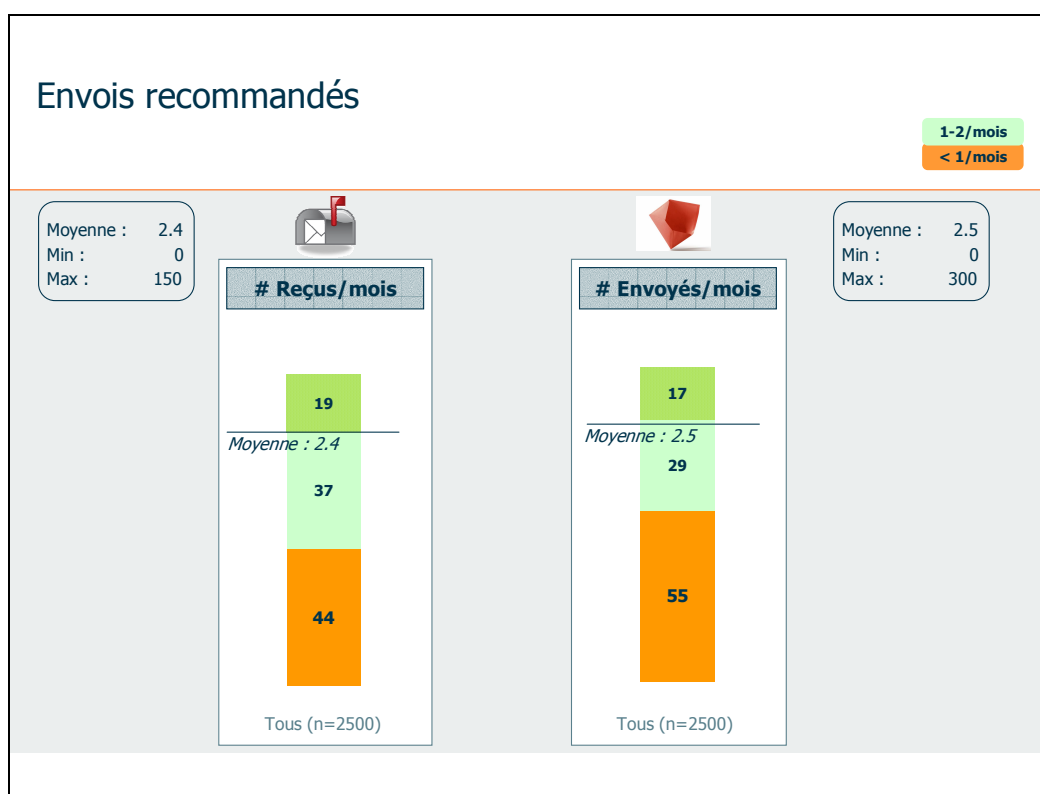 Envois recommandés
1-2/mois
< 1/mois
Moyenne : 2.4
Min : 0
Max : 150
# Reçus/mois
19
Moyenne : 2.4
37
44
Tous (n=2500)
# Envoyés/mois
17
Moyenne : 2.5
29
55
Tous (n=2500)
Moyenne : 2.5
Min : 0
Max : 300